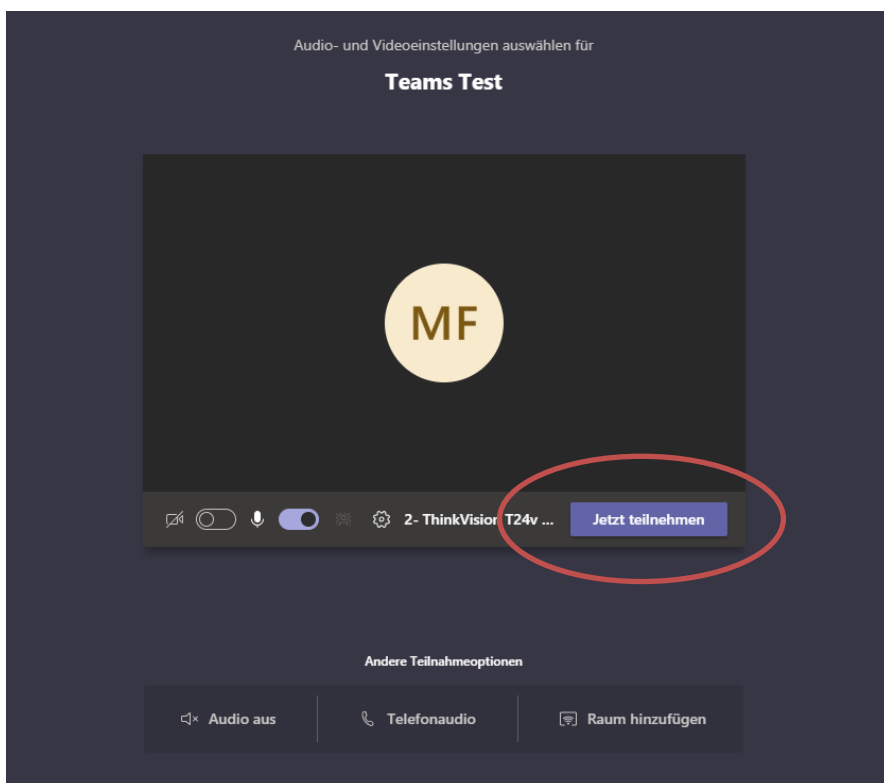 Audio- und Videoeinstellungen auswählen für
Teams Test
MF
2- ThinkVision T24v ...
Jetzt teilnehmen
Andere Teilnahmeoptionen
Audio aus
Telefonaudio
Raum hinzufügen